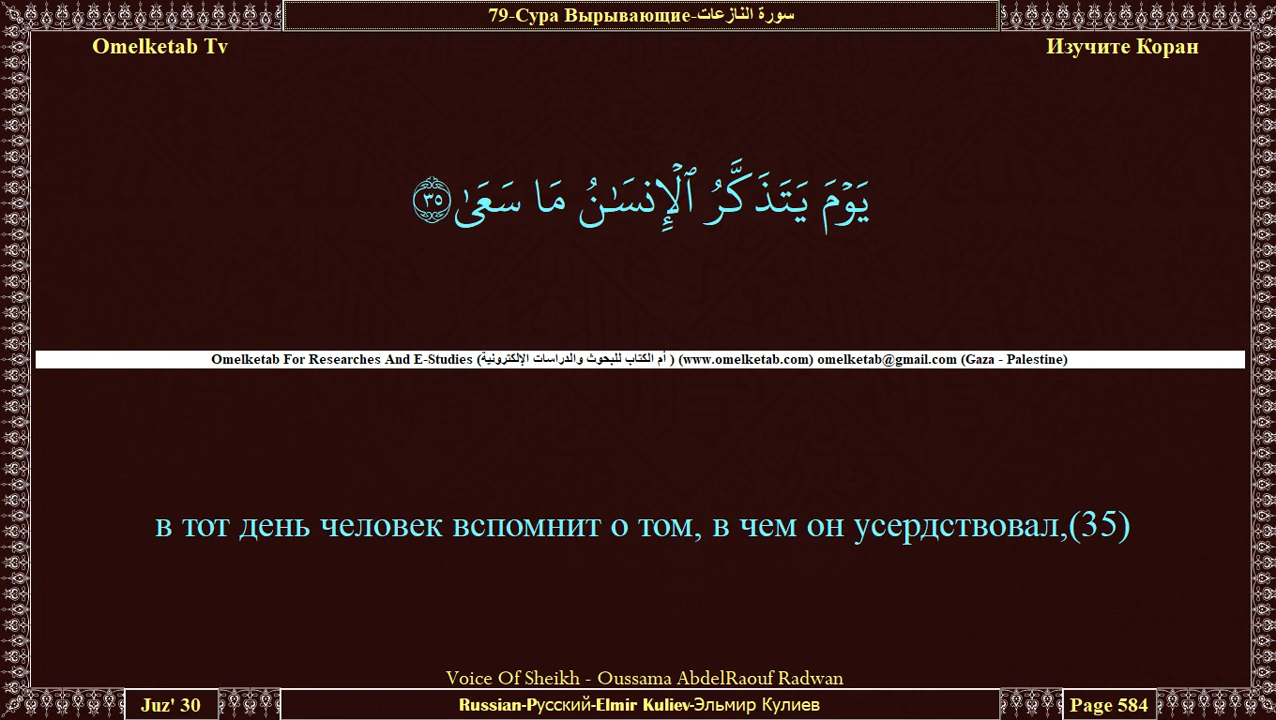 79-Сура Вырывающие-سورة النازعات
Omelketab Tv
Изучите Коран
يَوۡمَ يَتَذَكَّرُ ٱلۡإِنسَٰنُ مَا سَعَىٰ ٣٥
Omelketab For Researches And E-Studies (أم الكتاب للبحوث والدراسات الإلكترونية ) (www.omelketab.com) omelketab@gmail.com (Gaza - Palestine)
в тот день человек вспомнит о том, в чем он усердствовал,(35)
Voice Of Sheikh - Oussama AbdelRaouf Radwan
Juz' 30
Russian-Русский-Elmir Kuliev-Эльмир Кулиев
Page 584